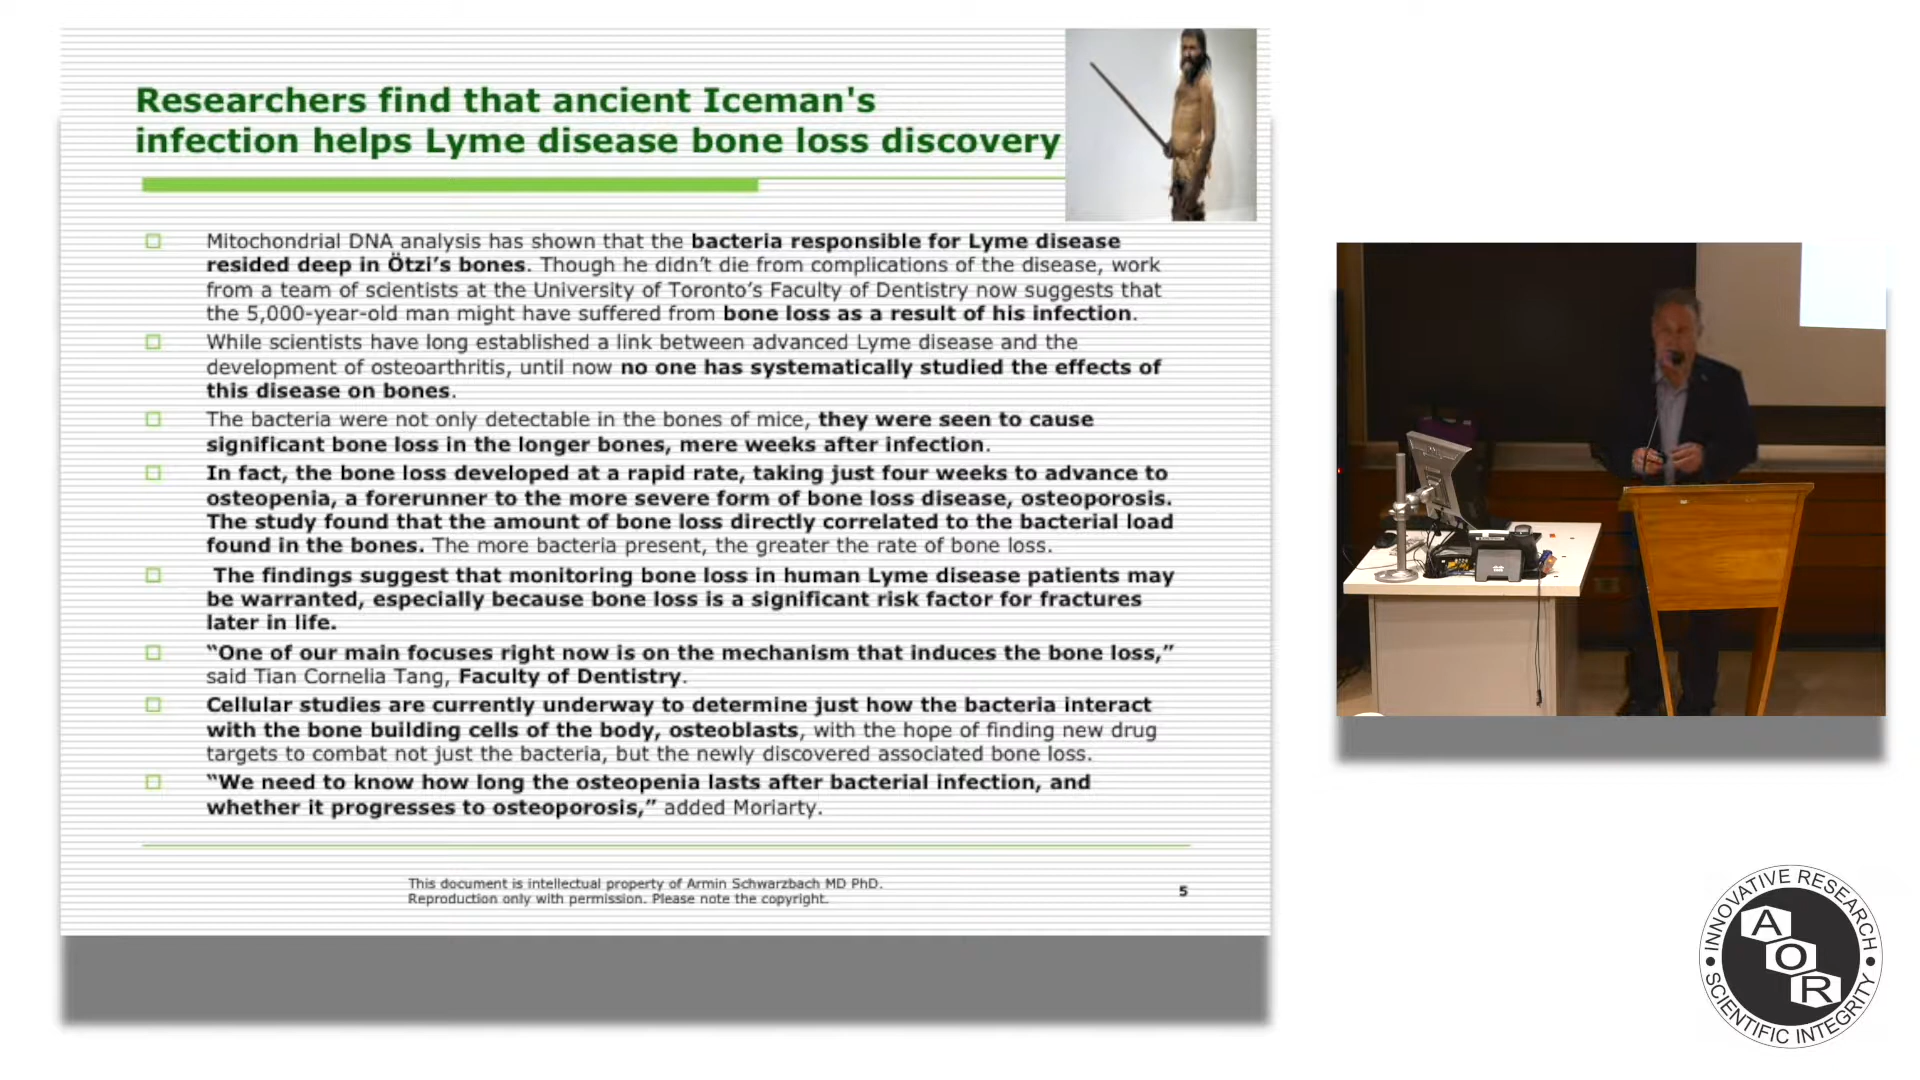 Researchers find that ancient Iceman's
infection helps Lyme disease bone loss discovery
Mitochondrial DNA analysis has shown that the bacteria responsible for Lyme disease
resided deep in Ötzi’s bones. Though he didn’t die from complications of the disease, work
from a team of scientists at the University of Toronto’s Faculty of Dentistry now suggests that
the 5,000-year-old man might have suffered from bone loss as a result of his infection.
While scientists have long established a link between advanced Lyme disease and the
development of osteoarthritis, until now no one has systematically studied the effects of
this disease on bones.
The bacteria were not only detectable in the bones of mice, they were seen to cause
significant bone loss in the longer bones, mere weeks after infection.
In fact, the bone loss developed at a rapid rate, taking just four weeks to advance to
osteopenia, a forerunner to the more severe form of bone loss disease, osteoporosis.
The study found that the amount of bone loss directly correlated to the bacterial load
found in the bones. The more bacteria present, the greater the rate of bone loss.
The findings suggest that monitoring bone loss in human Lyme disease patients may
be warranted, especially because bone loss is a significant risk factor for fractures
later in life.
“One of our main focuses right now is on the mechanism that induces the bone loss,”
said Tian Cornelia Tang, Faculty of Dentistry.
Cellular studies are currently underway to determine just how the bacteria interact
with the bone building cells of the body, osteoblasts, with the hope of finding new drug
targets to combat not just the bacteria, but the newly discovered associated bone loss.
“We need to know how long the osteopenia lasts after bacterial infection, and
whether it progresses to osteoporosis,” added Moriarty.
This document is intellectual property of Armin Schwarzbach MD PhD.
Reproduction only with permission. Please note the copyright.
5
INNOVATIVE RESEARCH
AOR
SCIENTIFIC INTEGRITY